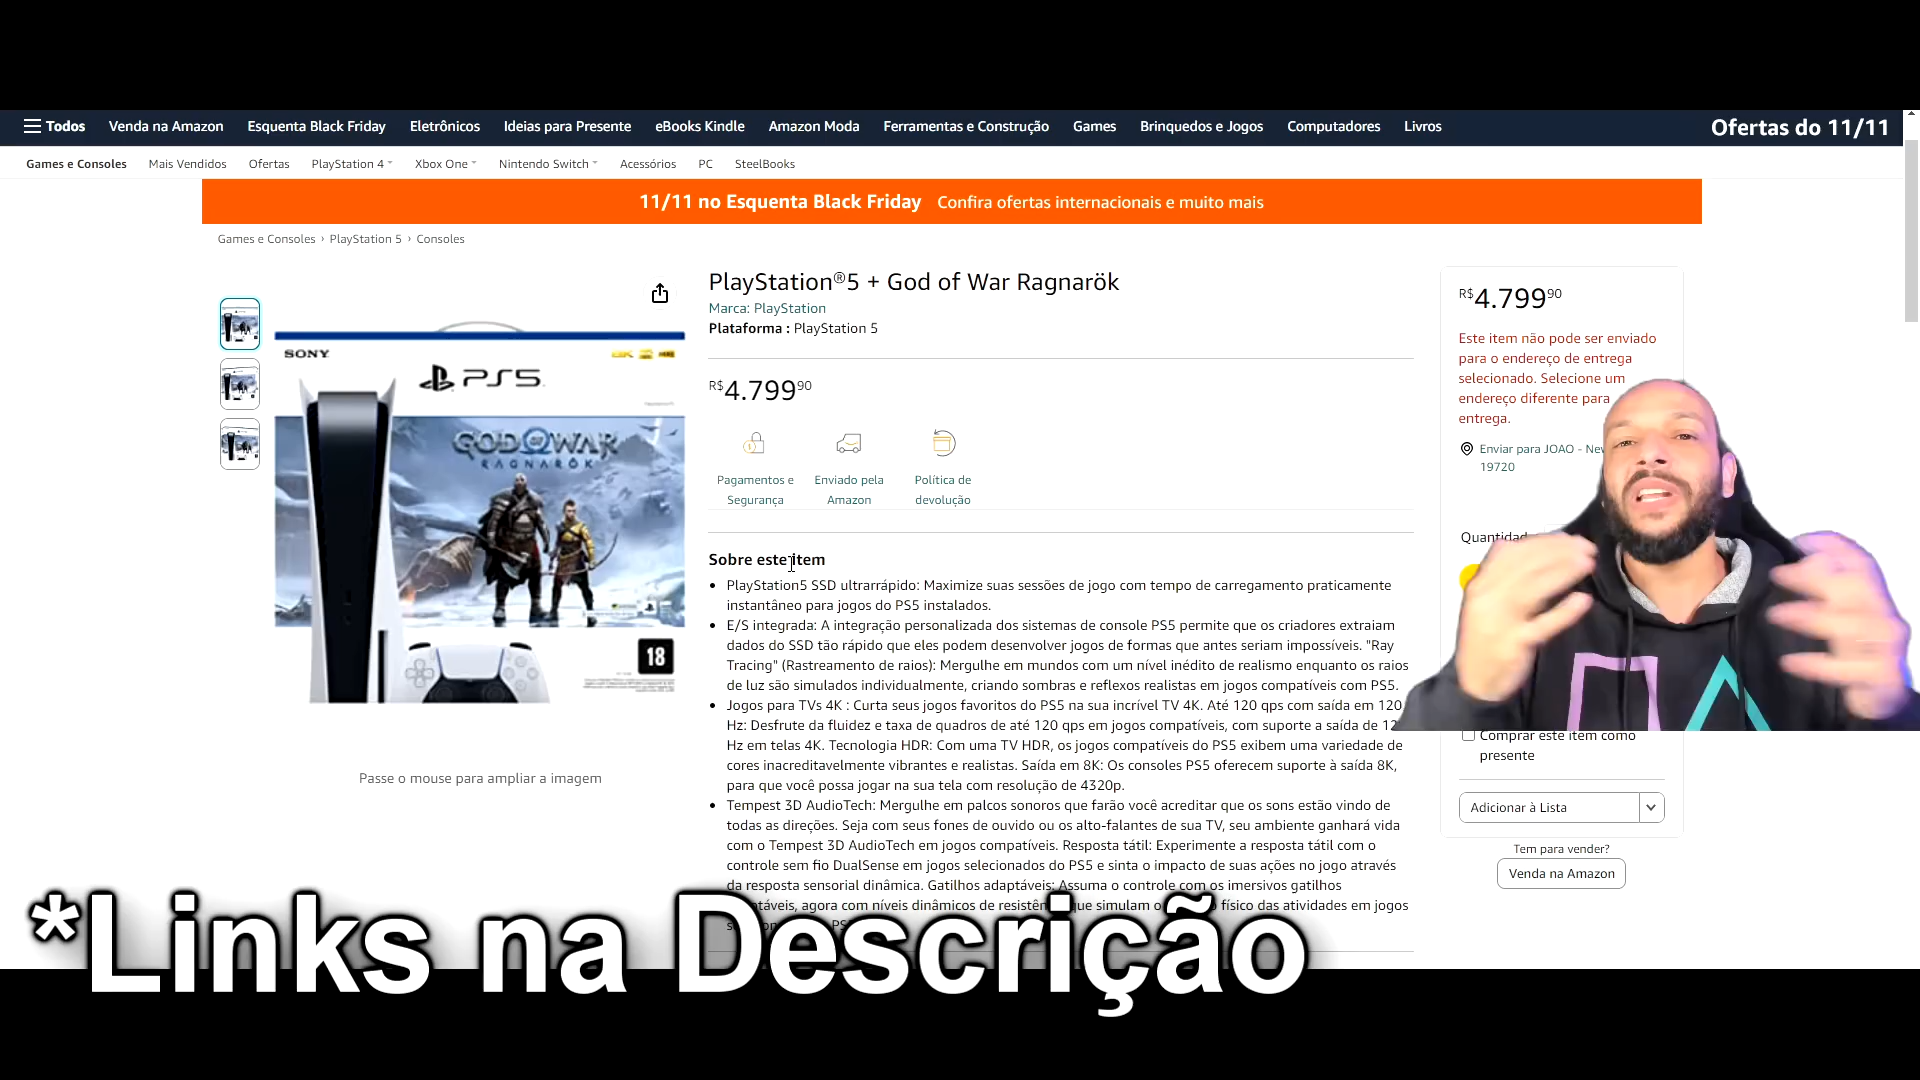 Todos Venda na Amazon Esquenta Black Friday Eletrônicos Ideias para Presente eBooks Kindle Amazon Moda Ferramentas e Construção Games Brinquedos e Jogos Computadores Livros Ofertas do 11/11
Games e Consoles Mais Vendidos Ofertas PlayStation 4 Xbox One Nintendo Switch Acessórios PC SteelBooks
11/11 no Esquenta Black Friday Confira ofertas internacionais e muito mais
Games e Consoles › PlayStation 5 › Consoles
SONY
PS5
GOD OF WAR
RAGNARÖK
18
Passe o mouse para ampliar a imagem
PlayStation®5 + God of War Ragnarök
Marca: PlayStation
Plataforma : PlayStation 5
R$4.79990
Pagamentos e
Segurança
Enviado pela
Amazon
Política de
devolução
Sobre este item
PlayStation5 SSD ultrarrápido: Maximize suas sessões de jogo com tempo de carregamento praticamente
instantâneo para jogos do PS5 instalados.
E/S integrada: A integração personalizada dos sistemas de console PS5 permite que os criadores extraiam
dados do SSD tão rápido que eles podem desenvolver jogos de formas que antes seriam impossíveis. "Ray
Tracing" (Rastreamento de raios): Mergulhe em mundos com um nível inédito de realismo enquanto os raios
de luz são simulados individualmente, criando sombras e reflexos realistas em jogos compatíveis com PS5.
Jogos para TVs 4K : Curta seus jogos favoritos do PS5 na sua incrível TV 4K. Até 120 qps com saída em 120
Hz: Desfrute da fluidez e taxa de quadros de até 120 qps em jogos compatíveis, com suporte a saída de 12
Hz em telas 4K. Tecnologia HDR: Com uma TV HDR, os jogos compatíveis do PS5 exibem uma variedade de
cores inacreditavelmente vibrantes e realistas. Saída em 8K: Os consoles PS5 oferecem suporte à saída 8K,
para que você possa jogar na sua tela com resolução de 4320p.
Tempest 3D AudioTech: Mergulhe em palcos sonoros que farão você acreditar que os sons estão vindo de
todas as direções. Seja com seus fones de ouvido ou os alto-falantes de sua TV, seu ambiente ganhará vida
com o Tempest 3D AudioTech em jogos compatíveis. Resposta tátil: Experimente a resposta tátil com o
controle sem fio DualSense em jogos selecionados do PS5 e sinta o impacto de suas ações no jogo através
da resposta sensorial dinâmica. Gatilhos adaptáveis: Assuma o controle com os imersivos gatilhos
agora com níveis dinâmicos de que simulam o físico das atividades em jogos
R$4.79990
Este item não pode ser enviado
para o endereço de entrega
selecionado. Selecione um
endereço diferente para
entrega.
Enviar para JOAO - New
19720
Quantidad
Comprar este item como
presente
Adicionar à Lista
Tem para vender?
Venda na Amazon
*Links na Descrição